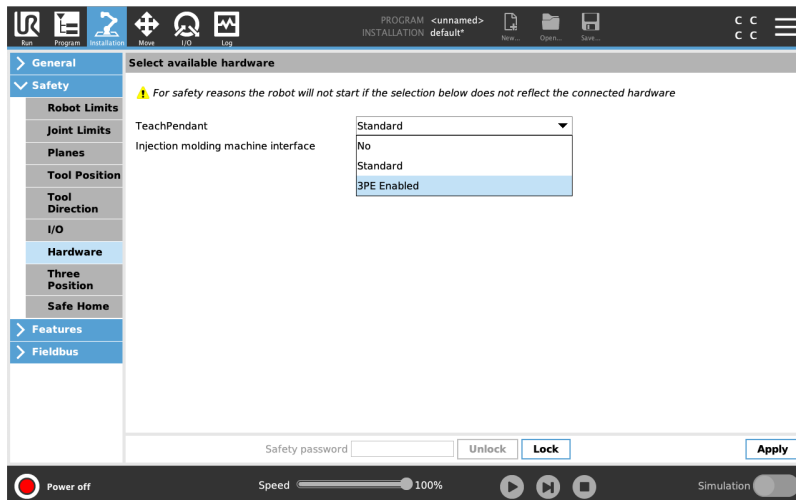 UR
PROGRAM <unnamed>
INSTALLATION default*
Run Program Installation Move I/O Log New... Open... Save...
C C
C C
General
Safety
Robot Limits
Joint Limits
Planes
Tool Position
Tool
Direction
I/O
Hardware
Three
Position
Safe Home
Features
Fieldbus
Select available hardware
! For safety reasons the robot will not start if the selection below does not reflect the connected hardware
TeachPendant Standard
Injection molding machine interface No
Standard
3PE Enabled
Safety password Unlock Lock Apply
Power off Speed 100% Simulation